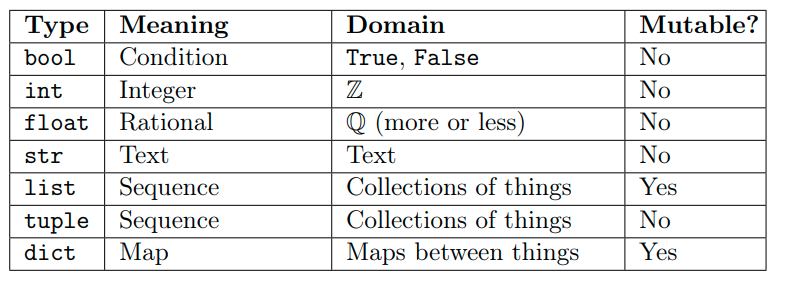 Type Meaning Domain Mutable?
bool Condition True, False No
int Integer ℤ No
float Rational ℚ (more or less) No
str Text Text No
list Sequence Collections of things Yes
tuple Sequence Collections of things No
dict Map Maps between things Yes